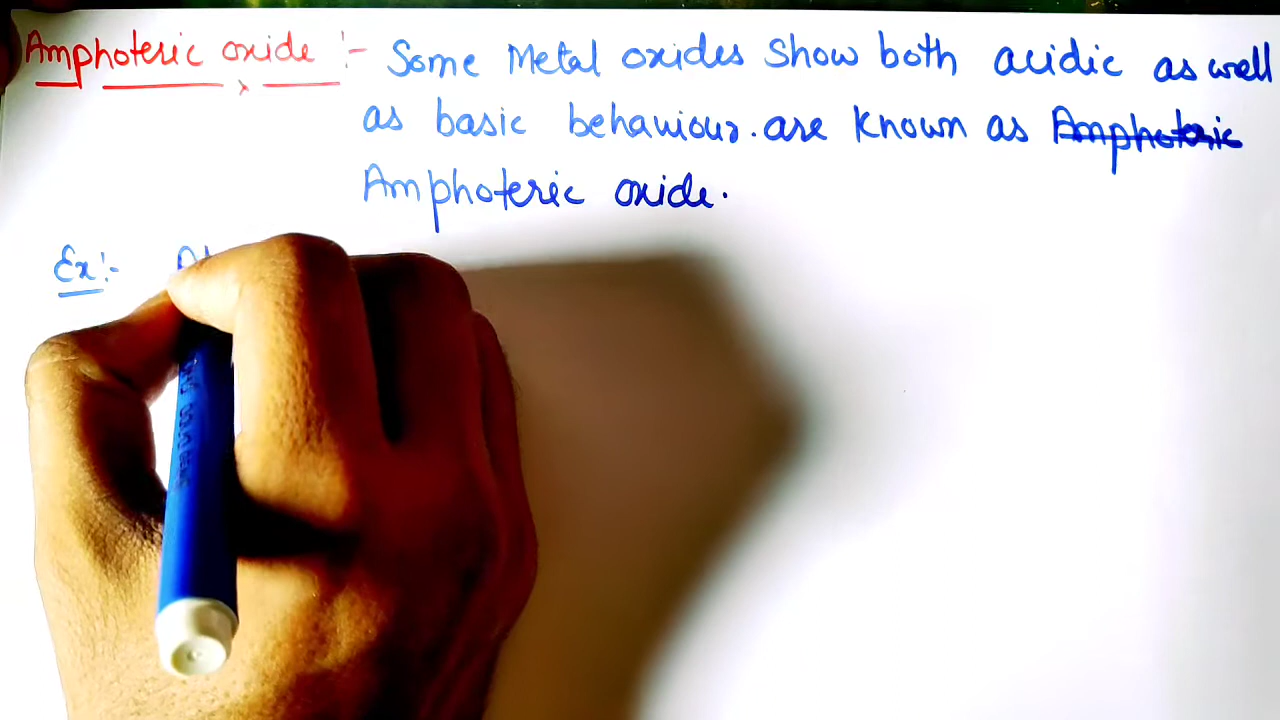 Amphoteric oxide :- Some Metal oxides show both acidic as well
as basic behaviour. are known as Amphoteric
Amphoteric oxide.
Ex:- Al